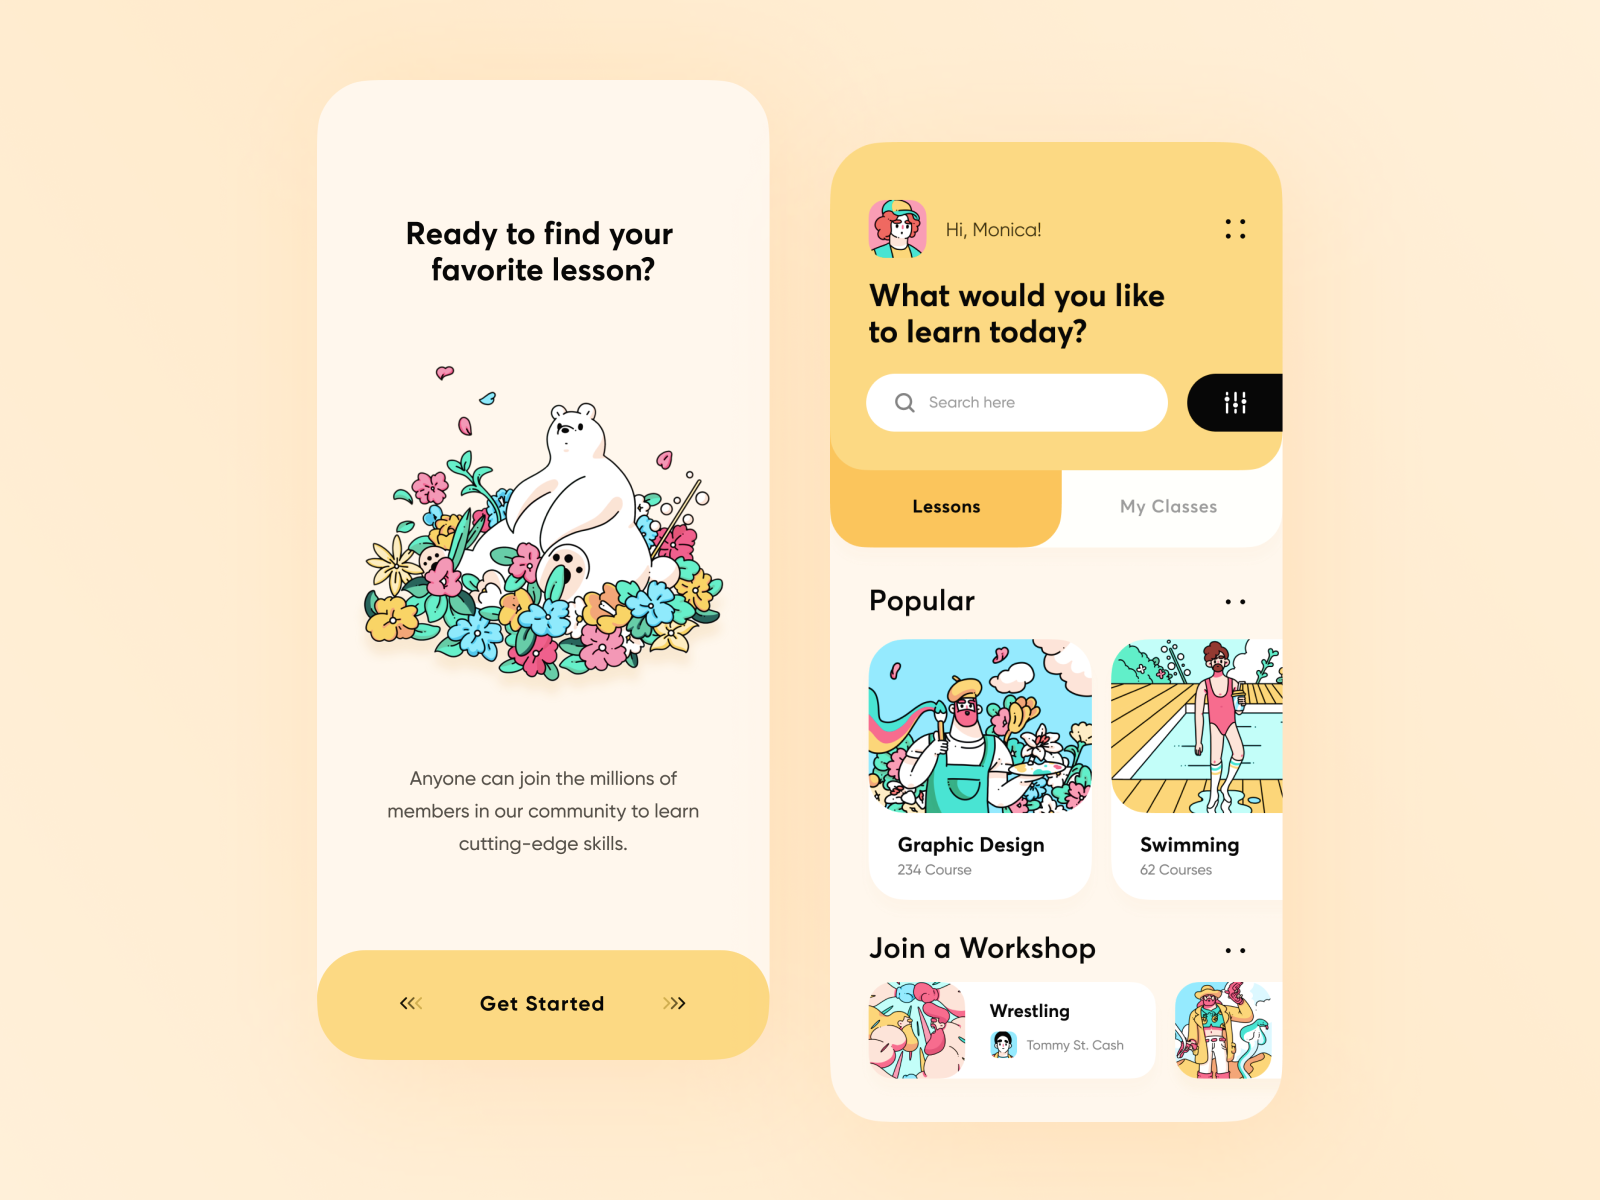 Ready to find your
favorite lesson?
Anyone can join the millions of
members in our community to learn
cutting-edge skills.
Get Started
Hi, Monica!
What would you like
to learn today?
Search here
Lessons
My Classes
Popular
Graphic Design
234 Course
Swimming
62 Courses
Join a Workshop
Wrestling
Tommy St. Cash